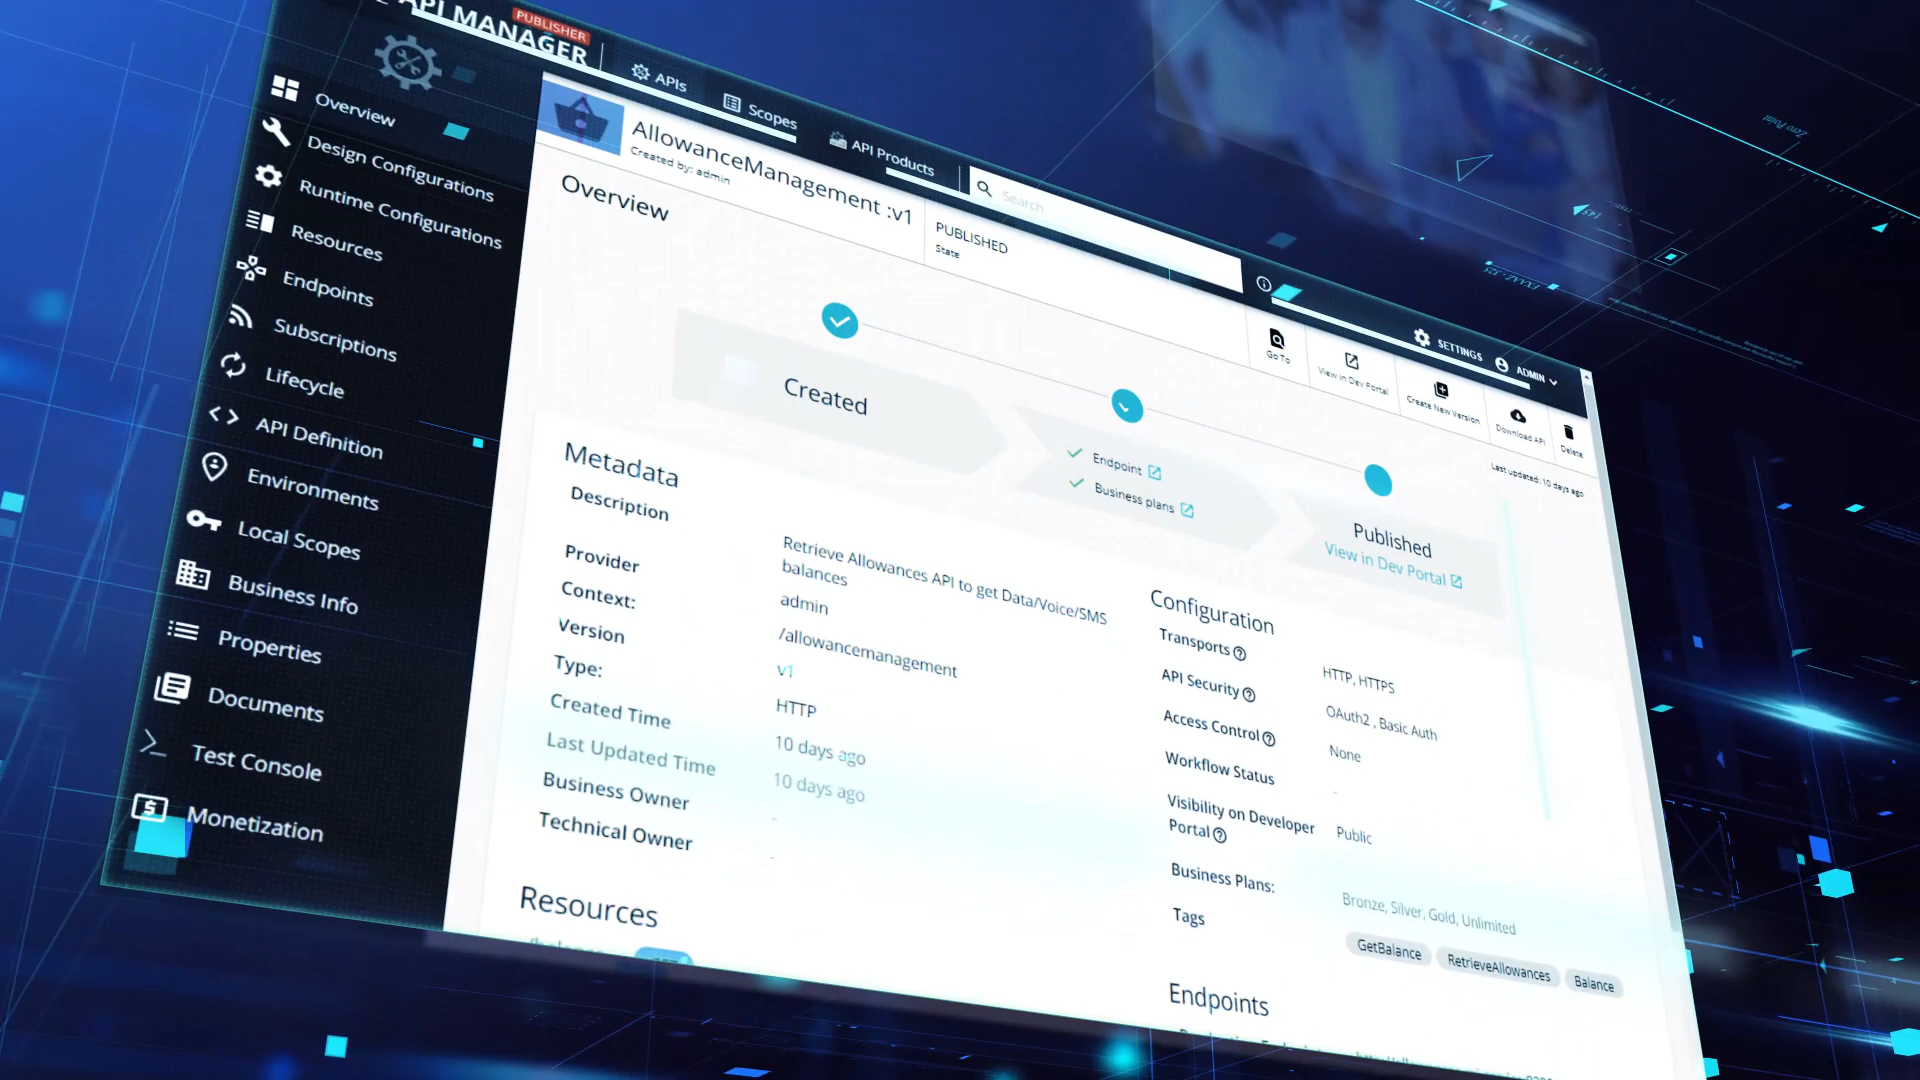 API MANAGER
PUBLISHER
APIs
Scopes
API Products
Search
SETTINGS
ADMIN
Overview
Design Configurations
Runtime Configurations
Resources
Endpoints
Subscriptions
Lifecycle
API Definition
Environments
Local Scopes
Business Info
Properties
Documents
Test Console
Monetization
AllowanceManagement :v1
Created by: admin
PUBLISHED
State
Go To
View in Dev Portal
Create New Version
Download API
Delete
Last updated: 10 days ago
Overview
Created
Endpoint
Business plans
Published
View in Dev Portal
Metadata
Description
Retrieve Allowances API to get Data/Voice/SMS
balances
Provider
admin
Context:
/allowancemanagement
Version
v1
Type:
HTTP
Created Time
10 days ago
Last Updated Time
10 days ago
Business Owner
-
Technical Owner
-
Configuration
Transports
HTTP, HTTPS
API Security
OAuth2 , Basic Auth
Access Control
None
Workflow Status
-
Visibility on Developer
Portal
Public
Business Plans:
Bronze, Silver, Gold, Unlimited
Tags
GetBalance
RetrieveAllowances
Balance
Resources
Endpoints
Zero Point